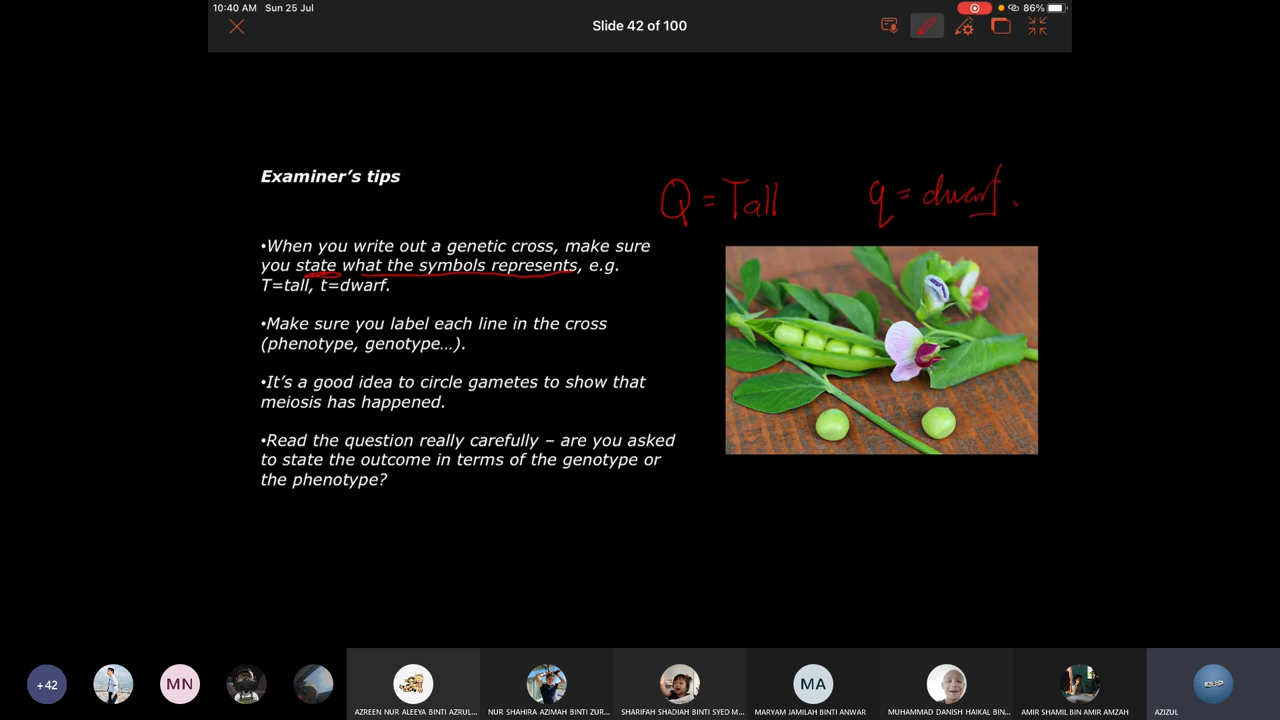 10:40 AM Sun 25 Jul
86%
Slide 42 of 100
Examiner's tips
Q = Tall q = dwarf.
•When you write out a genetic cross, make sure
you state what the symbols represents, e.g.
T=tall, t=dwarf.
•Make sure you label each line in the cross
(phenotype, genotype…).
•It's a good idea to circle gametes to show that
meiosis has happened.
•Read the question really carefully – are you asked
to state the outcome in terms of the genotype or
the phenotype?
+42
MN
MA
AZREEN NUR ALEEYA BINTI AZRUL...
NUR SHAHIRA AZIMAH BINTI ZUR...
SHARIFAH SHADIAH BINTI SYED M...
MARYAM JAMILAH BINTI ANWAR
MUHAMMAD DANISH HAIKAL BIN...
AMIR SHAMIL BIN AMIR AMZAH
AZIZUL